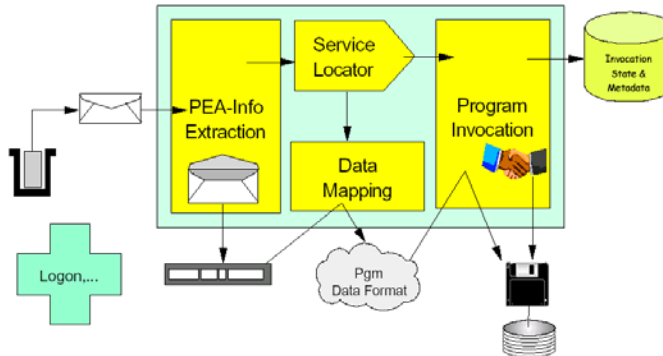 Service
Locator
Invocation
State &
Metadata
PEA-Info
Extraction
Program
Invocation
Data
Mapping
Logon,...
Pgm
Data Format